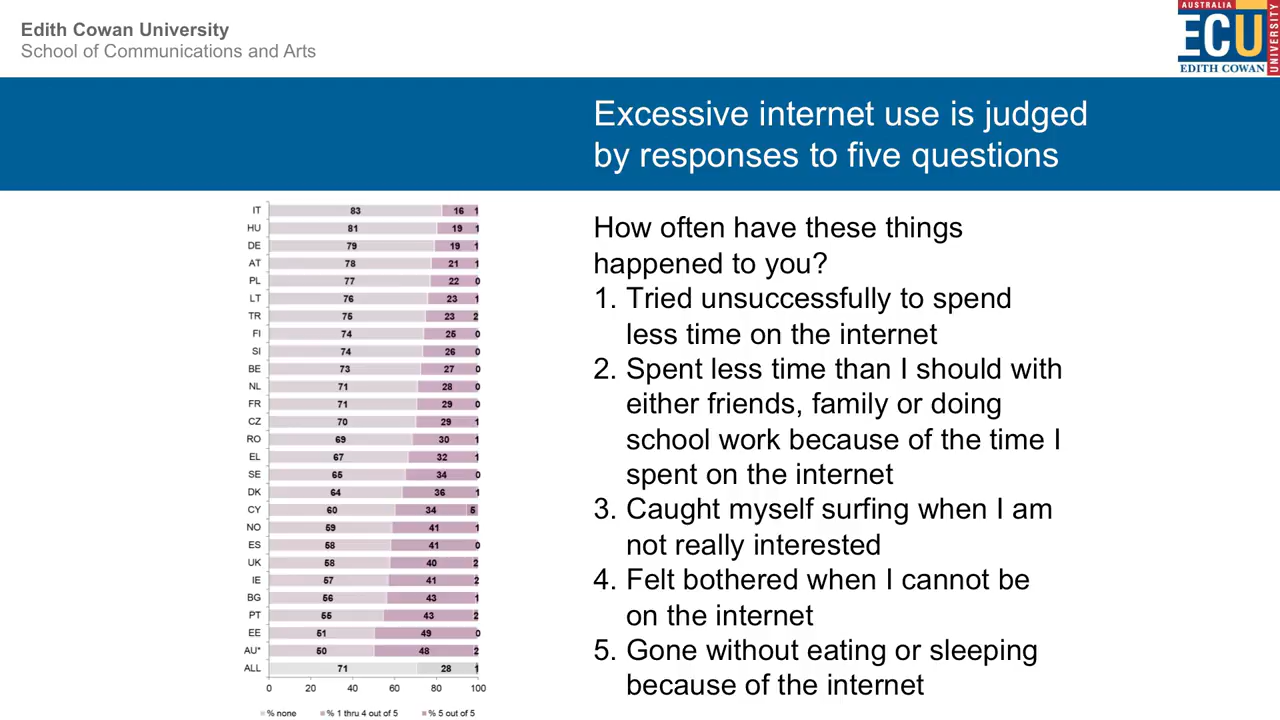 Edith Cowan University
School of Communications and Arts
AUSTRALIA
ECU
EDITH COWAN
UNIVERSITY
Excessive internet use is judged
by responses to five questions
IT 83 16 1
HU 81 19 1
DE 79 19 1
AT 78 21 1
PL 77 22 0
LT 76 23 1
TR 75 23 2
FI 74 25 0
SI 74 26 0
BE 73 27 0
NL 71 28 0
FR 71 29 0
CZ 70 29 1
RO 69 30 1
EL 67 32 1
SE 65 34 0
DK 64 36 1
CY 60 34 5
NO 59 41 1
ES 58 41 0
UK 58 40 2
IE 57 41 2
BG 56 43 1
PT 55 43 2
EE 51 49 0
AU* 50 48 2
ALL 71 28 1
0 20 40 60 80 100
% none % 1 thru 4 out of 5 % 5 out of 5
How often have these things
happened to you?
1. Tried unsuccessfully to spend
less time on the internet
2. Spent less time than I should with
either friends, family or doing
school work because of the time I
spent on the internet
3. Caught myself surfing when I am
not really interested
4. Felt bothered when I cannot be
on the internet
5. Gone without eating or sleeping
because of the internet